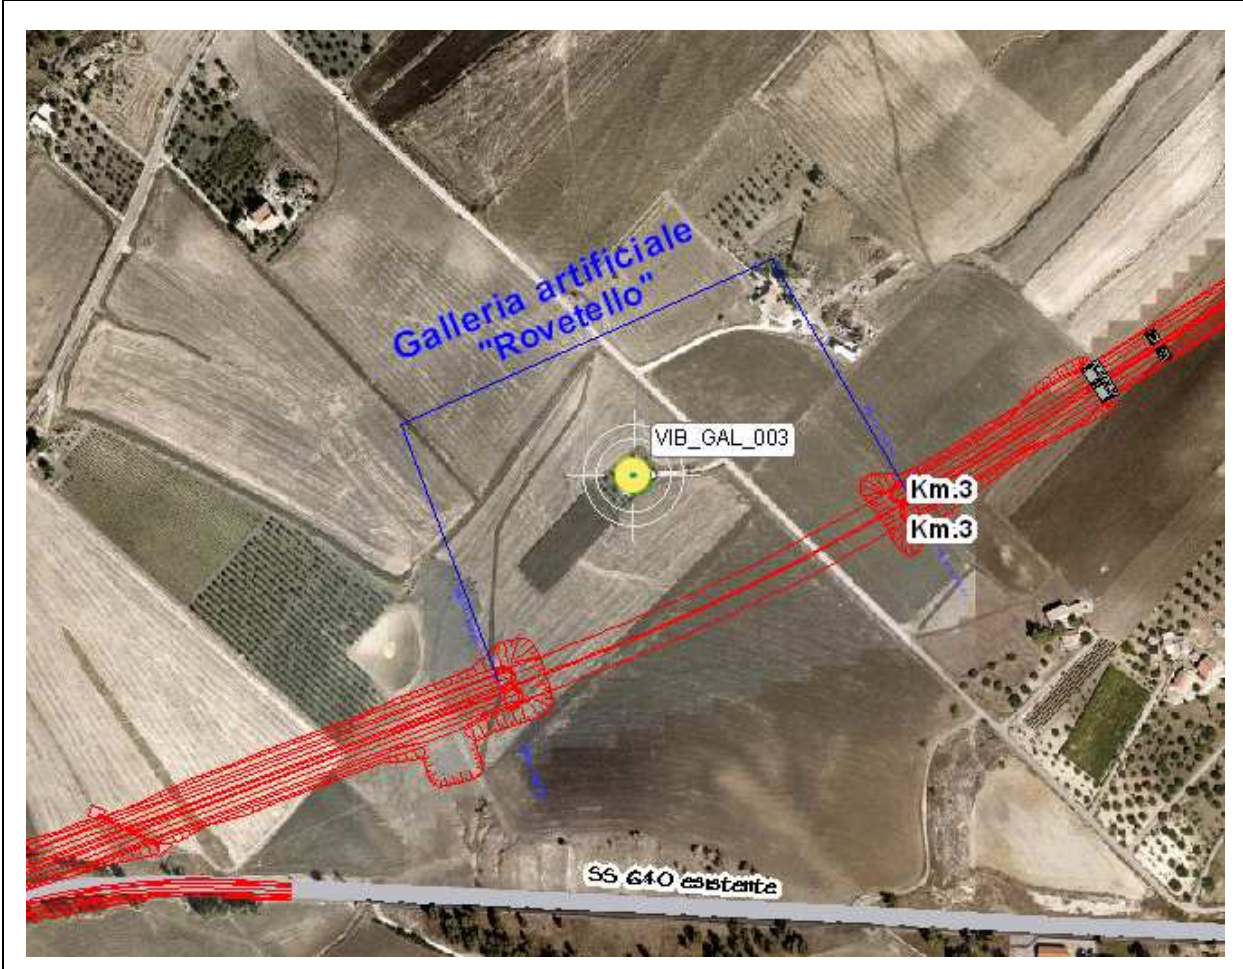 Galleria artificiale
"Rovetello"
VIB_GAL_003
Km.3
Km.3
SS 640 esistente